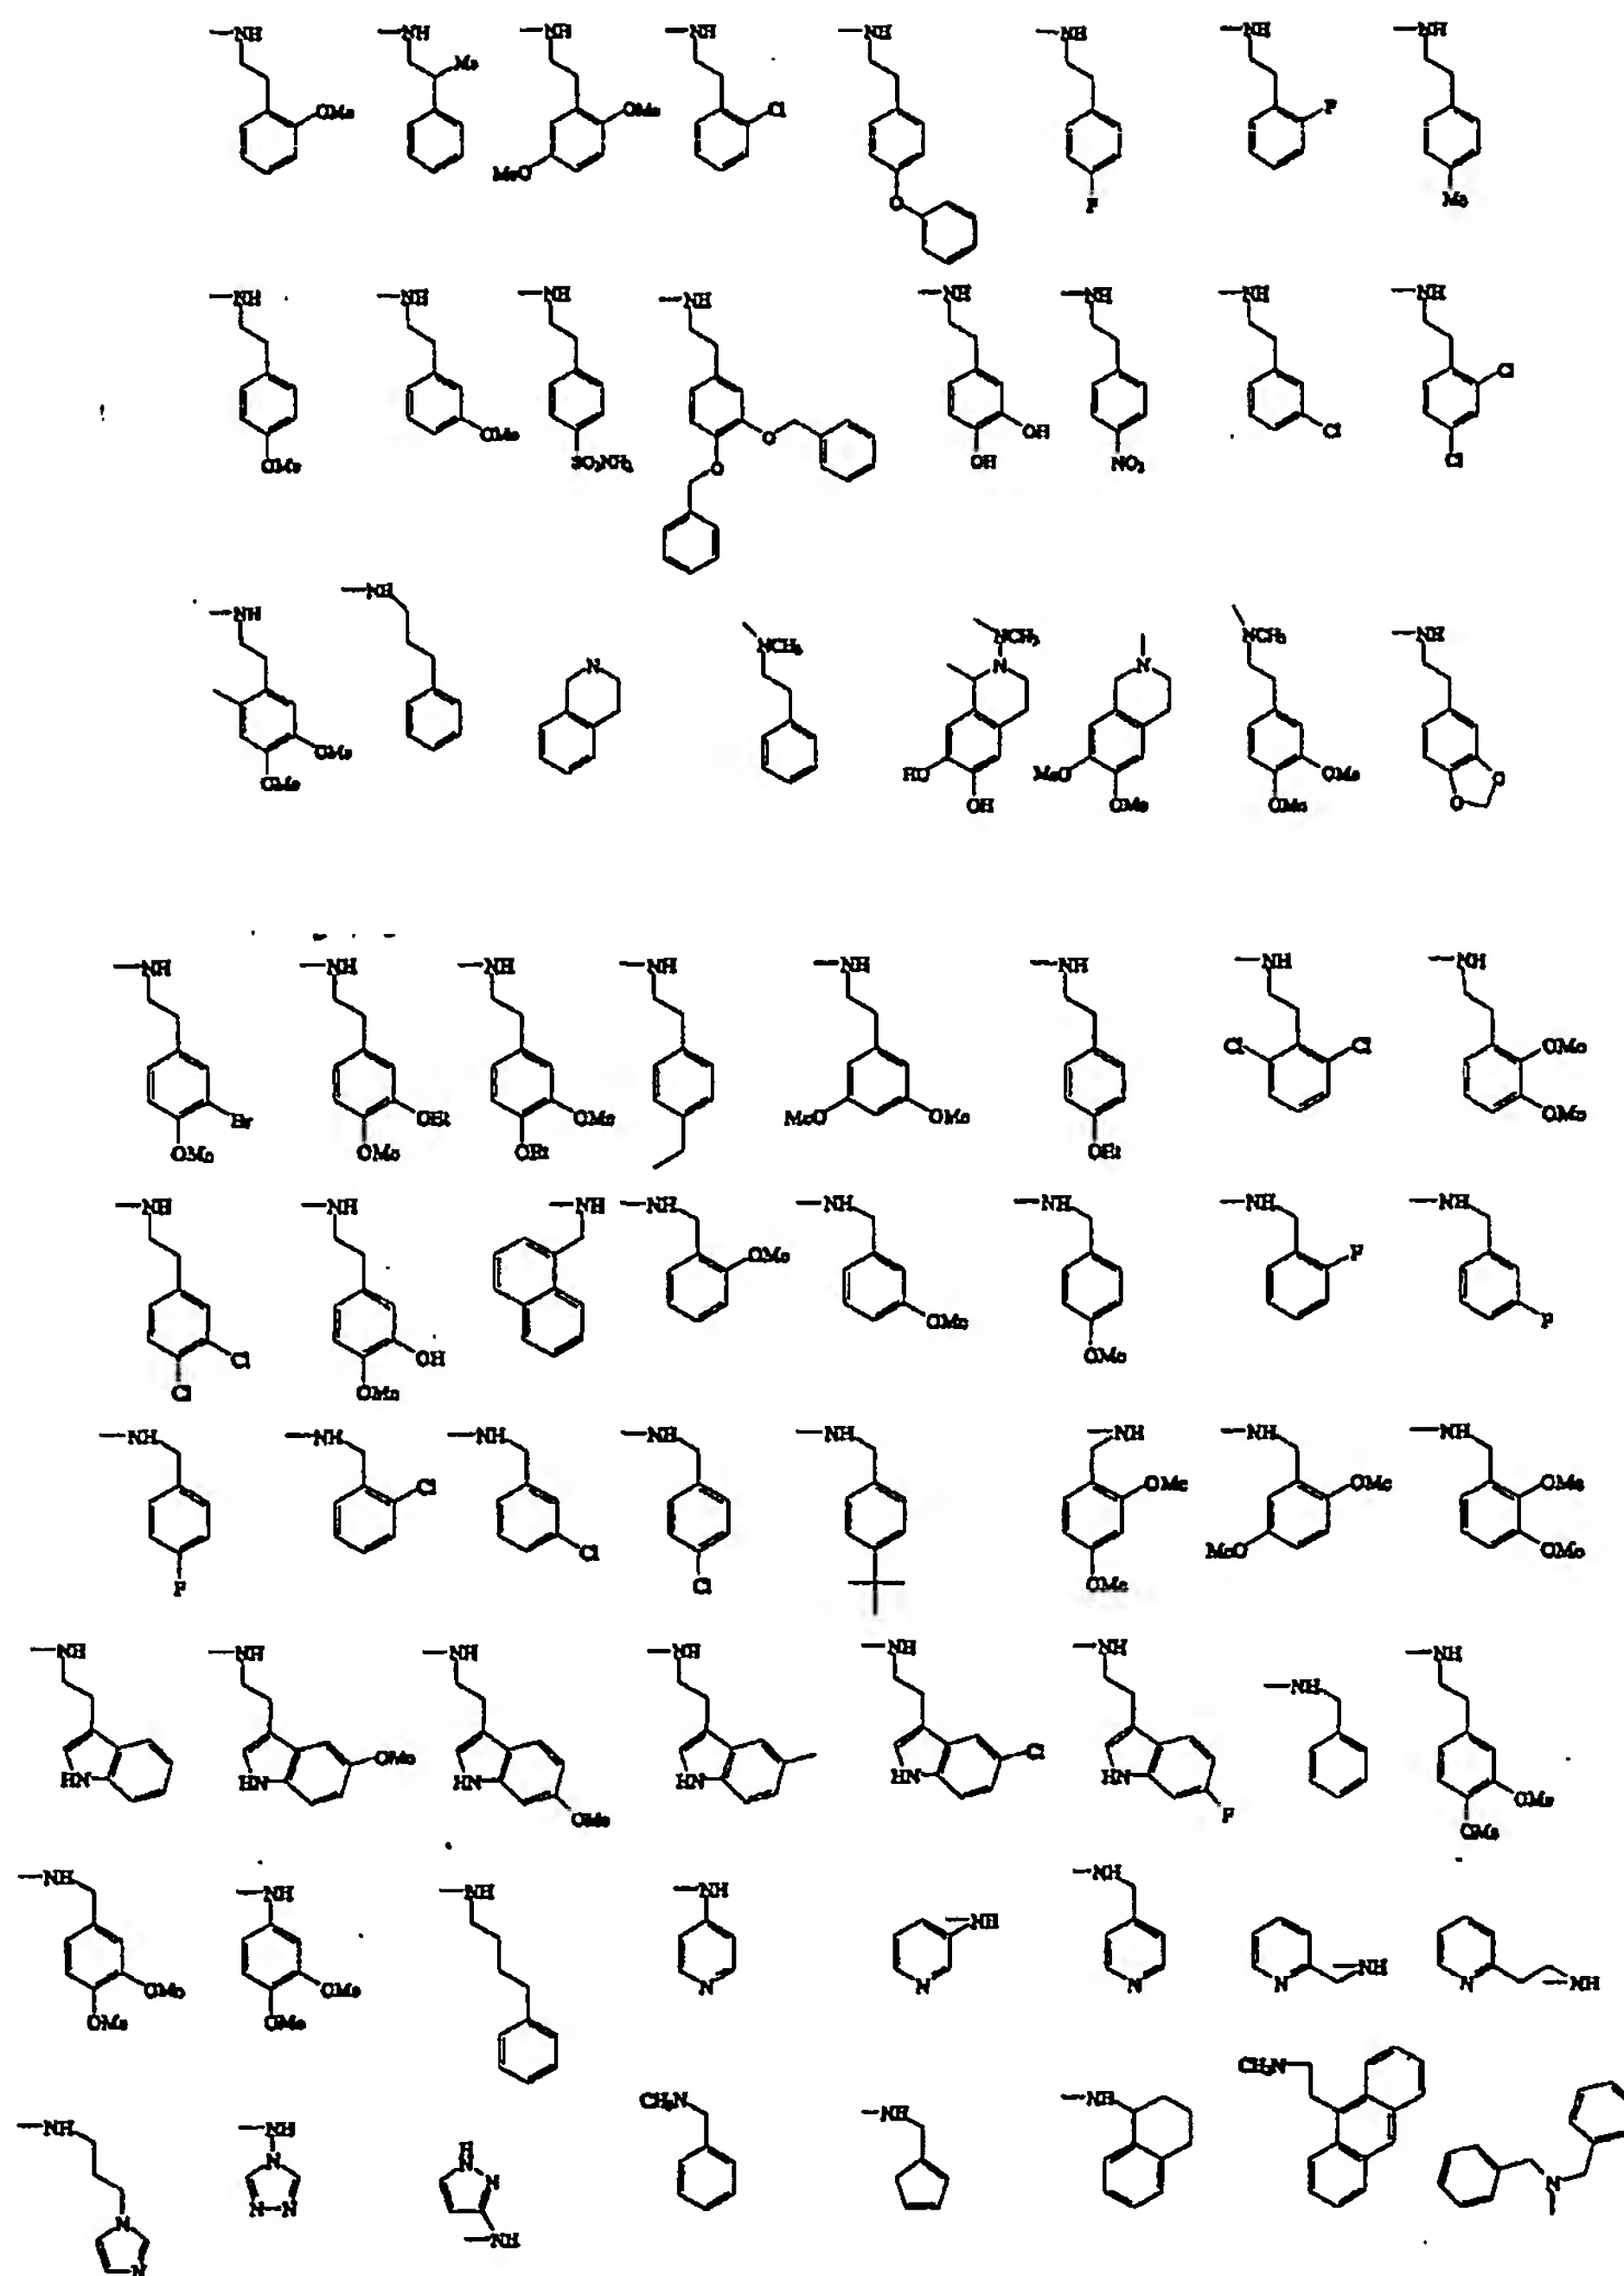 NH NH NH NH NH NH NH NH
Me
OMe OMe Cl F
MeO
O F Me
NH NH NH NH NH NH NH NH
Cl
OMe OMe SO₂NH₂ O O OH OH NO₂ Cl Cl
NH NH
N NCH₃ NCH₃ N N NCH₃ NH
OMe OMe HO OH MeO OMe OMe OMe O O
NH NH NH NH NH NH NH NH
Cl Cl OMe
Br OEt OMe MeO OMe OMe
OMe OMe OEt OEt
NH NH NH NH NH NH NH NH
OMe F
Cl OH OMe F
Cl OMe OMe
NH NH NH NH NH NH NH NH
Cl OMe OMe OMe
Cl MeO OMe
F Cl OMe
NH NH NH NH NH NH NH NH
OMe Cl
HN HN HN HN HN HN
OMe F OMe
OMe
NH NH NH NH NH NH
NH NH
OMe OMe N N N N N
OMe OMe
CH₃N
NH NH H CH₃N NH NH
N N N N
N N NH
N
N